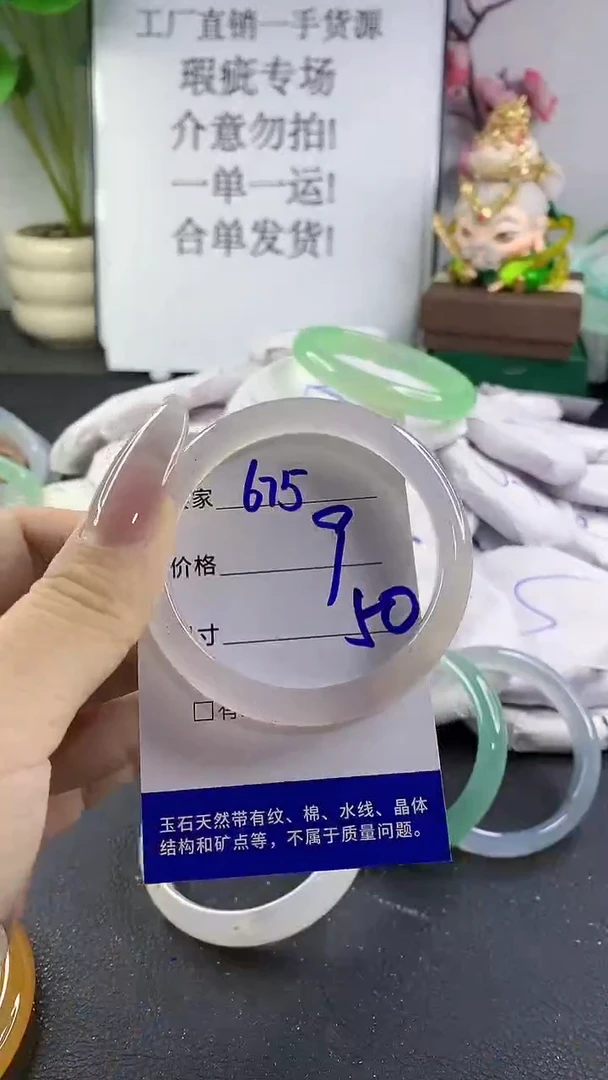 工厂直销一手货源
瑕疵专场
介意勿拍!
一单一运!
合单发货!
家 675
价格 9
寸 50
□有
玉石天然带有纹、棉、水线、晶体
结构和矿点等，不属于质量问题。